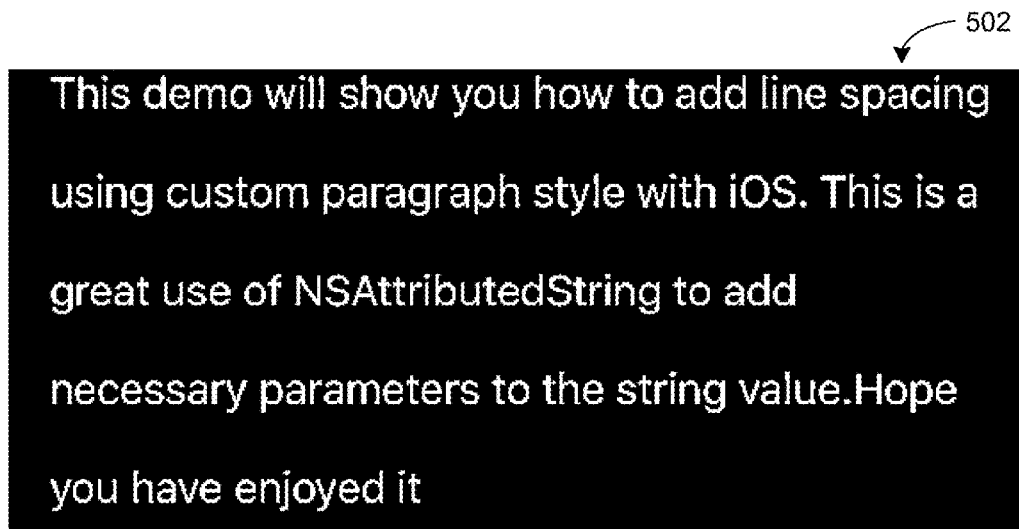 502
This demo will show you how to add line spacing
using custom paragraph style with iOS. This is a
great use of NSAttributedString to add
necessary parameters to the string value.Hope
you have enjoyed it